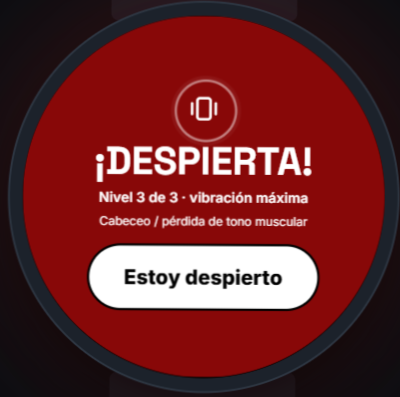 ¡DESPIERTA!
Nivel 3 de 3 · vibración máxima
Cabeceo / pérdida de tono muscular
Estoy despierto